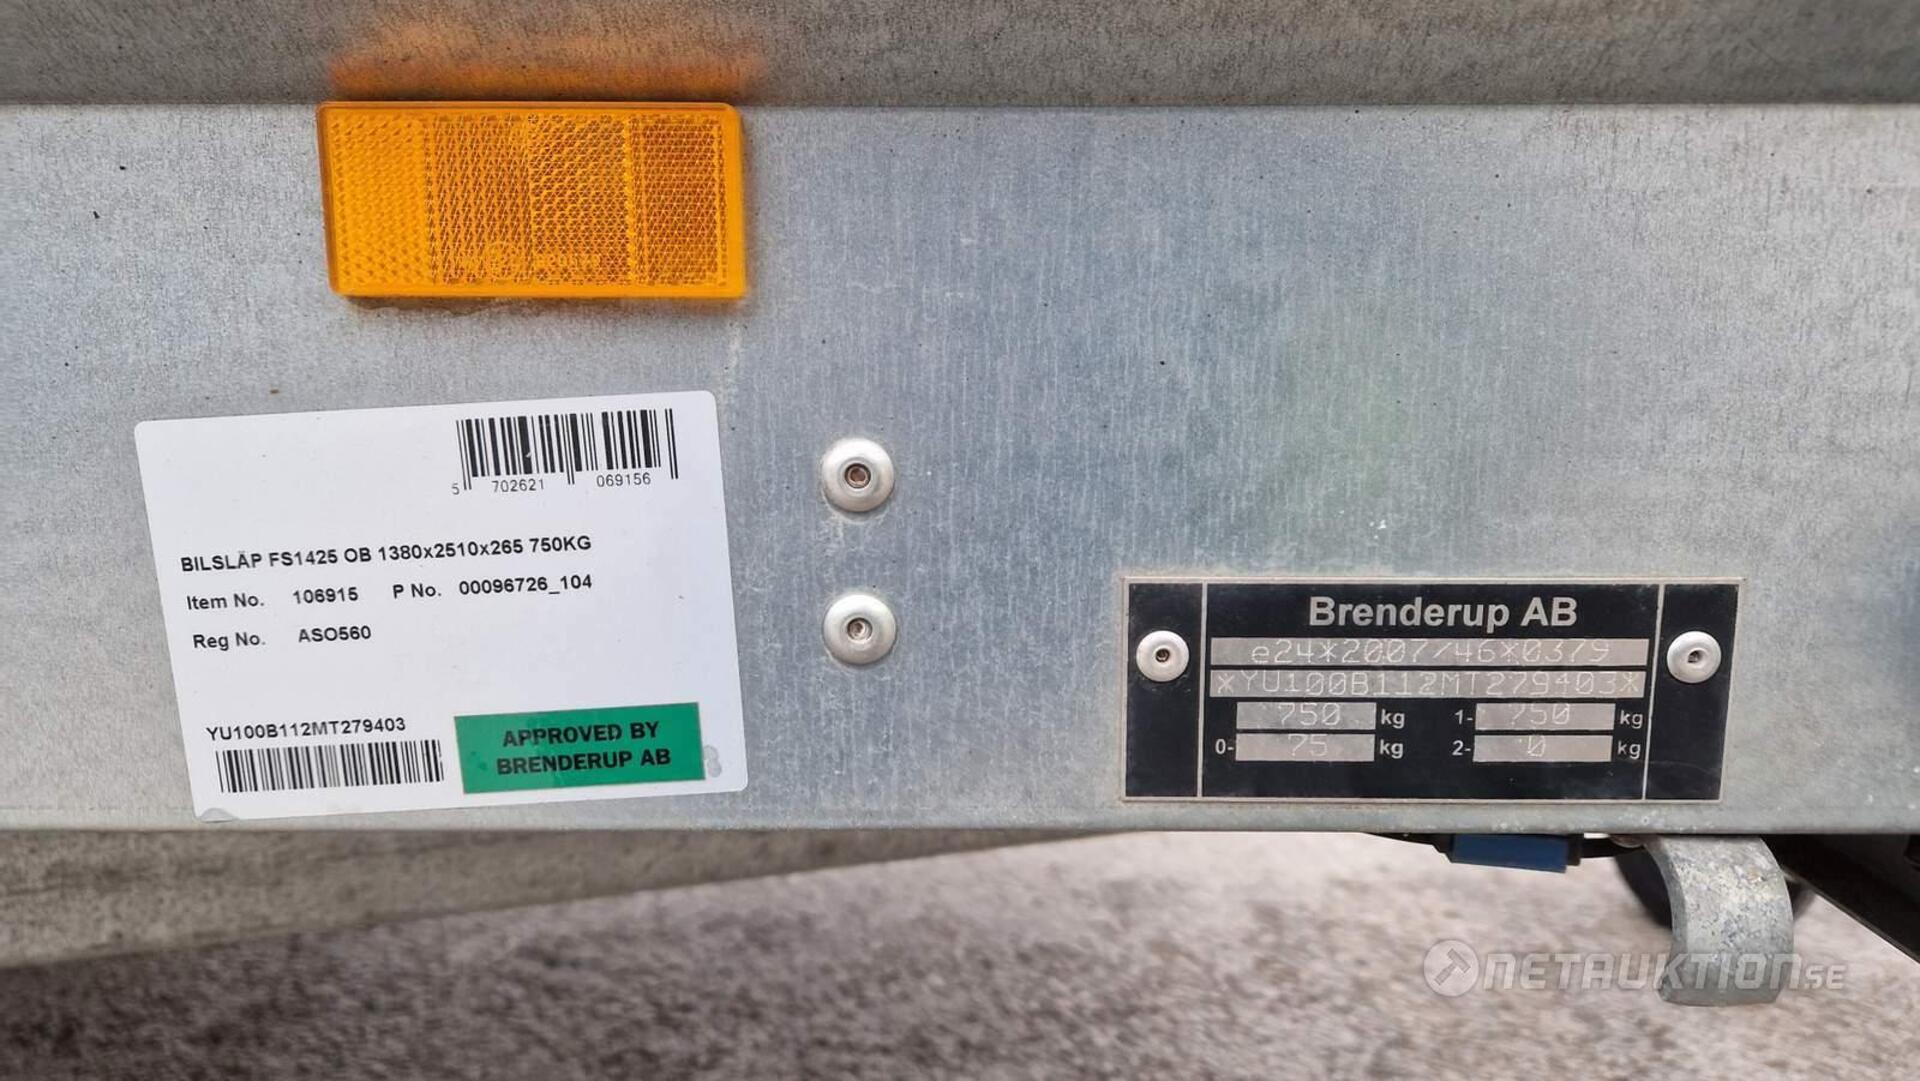 5 702621 069156
BILSLÄP FS1425 OB 1380x2510x265 750KG
Item No. 106915 P No. 00096726_104
Reg No. ASO560
YU100B112MT279403
APPROVED BY
BRENDERUP AB
Brenderup AB
e24*2007/46*0379
*YU100B112MT279403*
750 kg 1- 750 kg
0- 75 kg 2- 0 kg
NETAUKTION.SE